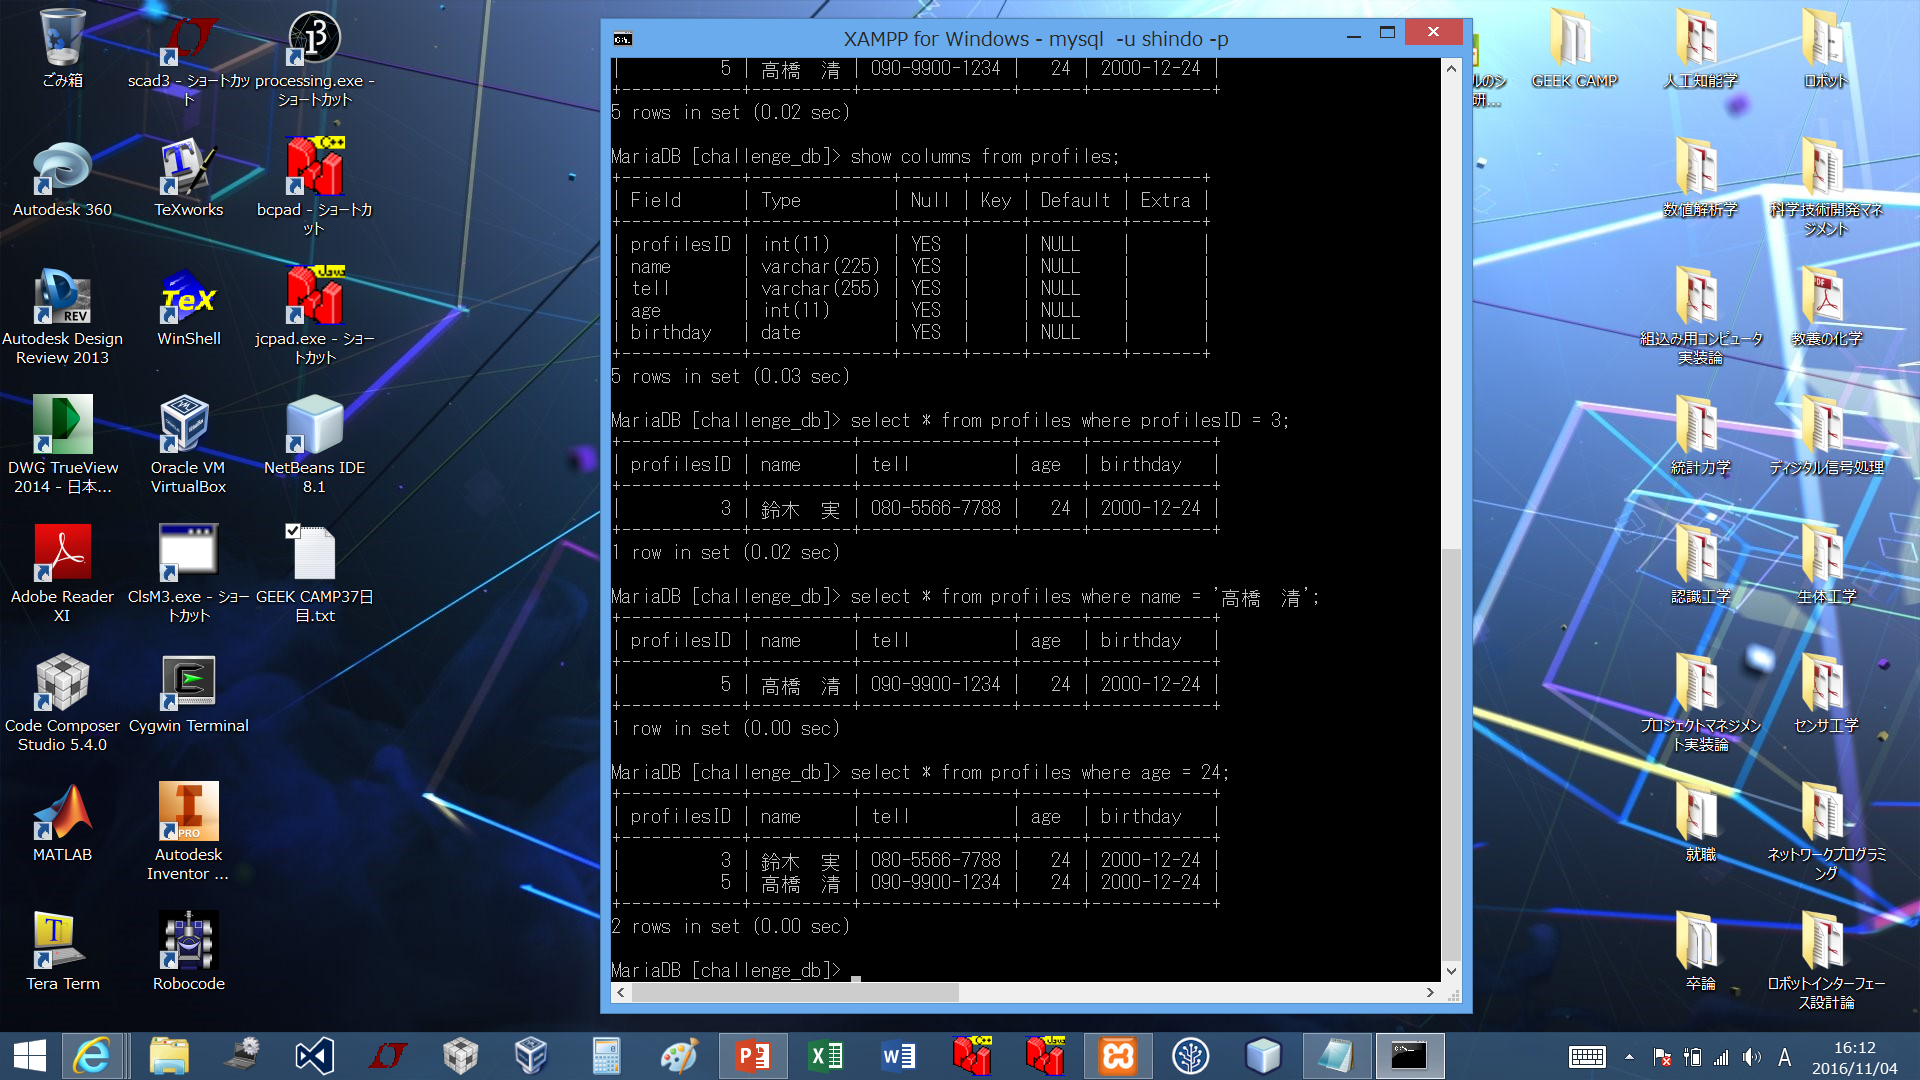 ごみ箱
scad3 - ショートカット
processing.exe - ショートカット
Autodesk 360
TeXworks
bcpad - ショートカット
Autodesk Design Review 2013
WinShell
jcpad.exe - ショートカット
DWG TrueView 2014 - 日本...
Oracle VM VirtualBox
NetBeans IDE 8.1
Adobe Reader XI
ClsM3.exe - ショートカット
GEEK CAMP37日目.txt
Code Composer Studio 5.4.0
Cygwin Terminal
MATLAB
Autodesk Inventor ...
Tera Term
Robocode
XAMPP for Windows - mysql  -u shindo -p
|          5 | 高橋　清 | 090-9900-1234 |   24 | 2000-12-24 |
+------------+-----------+---------------+------+------------+
5 rows in set (0.02 sec)
MariaDB [challenge_db]> show columns from profiles;
+------------+--------------+------+-----+---------+-------+
| Field      | Type         | Null | Key | Default | Extra |
+------------+--------------+------+-----+---------+-------+
| profilesID | int(11)      | YES  |     | NULL    |       |
| name       | varchar(225) | YES  |     | NULL    |       |
| tell       | varchar(255) | YES  |     | NULL    |       |
| age        | int(11)      | YES  |     | NULL    |       |
| birthday   | date         | YES  |     | NULL    |       |
+------------+--------------+------+-----+---------+-------+
5 rows in set (0.03 sec)
MariaDB [challenge_db]> select * from profiles where profilesID = 3;
+------------+-----------+---------------+------+------------+
| profilesID | name      | tell          | age  | birthday   |
+------------+-----------+---------------+------+------------+
|          3 | 鈴木　実 | 080-5566-7788 |   24 | 2000-12-24 |
+------------+-----------+---------------+------+------------+
1 row in set (0.02 sec)
MariaDB [challenge_db]> select * from profiles where name = '高橋　清';
+------------+-----------+---------------+------+------------+
| profilesID | name      | tell          | age  | birthday   |
+------------+-----------+---------------+------+------------+
|          5 | 高橋　清 | 090-9900-1234 |   24 | 2000-12-24 |
+------------+-----------+---------------+------+------------+
1 row in set (0.00 sec)
MariaDB [challenge_db]> select * from profiles where age = 24;
+------------+-----------+---------------+------+------------+
| profilesID | name      | tell          | age  | birthday   |
+------------+-----------+---------------+------+------------+
|          3 | 鈴木　実 | 080-5566-7788 |   24 | 2000-12-24 |
|          5 | 高橋　清 | 090-9900-1234 |   24 | 2000-12-24 |
+------------+-----------+---------------+------+------------+
2 rows in set (0.00 sec)
MariaDB [challenge_db]>
ルのシ
研...
GEEK CAMP
人工知能学
ロボット
数値解析学
科学技術開発マネジメント
組込み用コンピュータ実装論
教養の化学
統計力学
ディジタル信号処理
認識工学
生体工学
プロジェクトマネジメント実装論
センサ工学
就職
ネットワークプログラミング
卒論
ロボットインターフェース設計論
A
16:12
2016/11/04